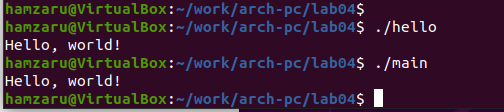 hamzaru@VirtualBox:~/work/arch-pc/lab04$
hamzaru@VirtualBox:~/work/arch-pc/lab04$ ./hello
Hello, world!
hamzaru@VirtualBox:~/work/arch-pc/lab04$ ./main
Hello, world!
hamzaru@VirtualBox:~/work/arch-pc/lab04$